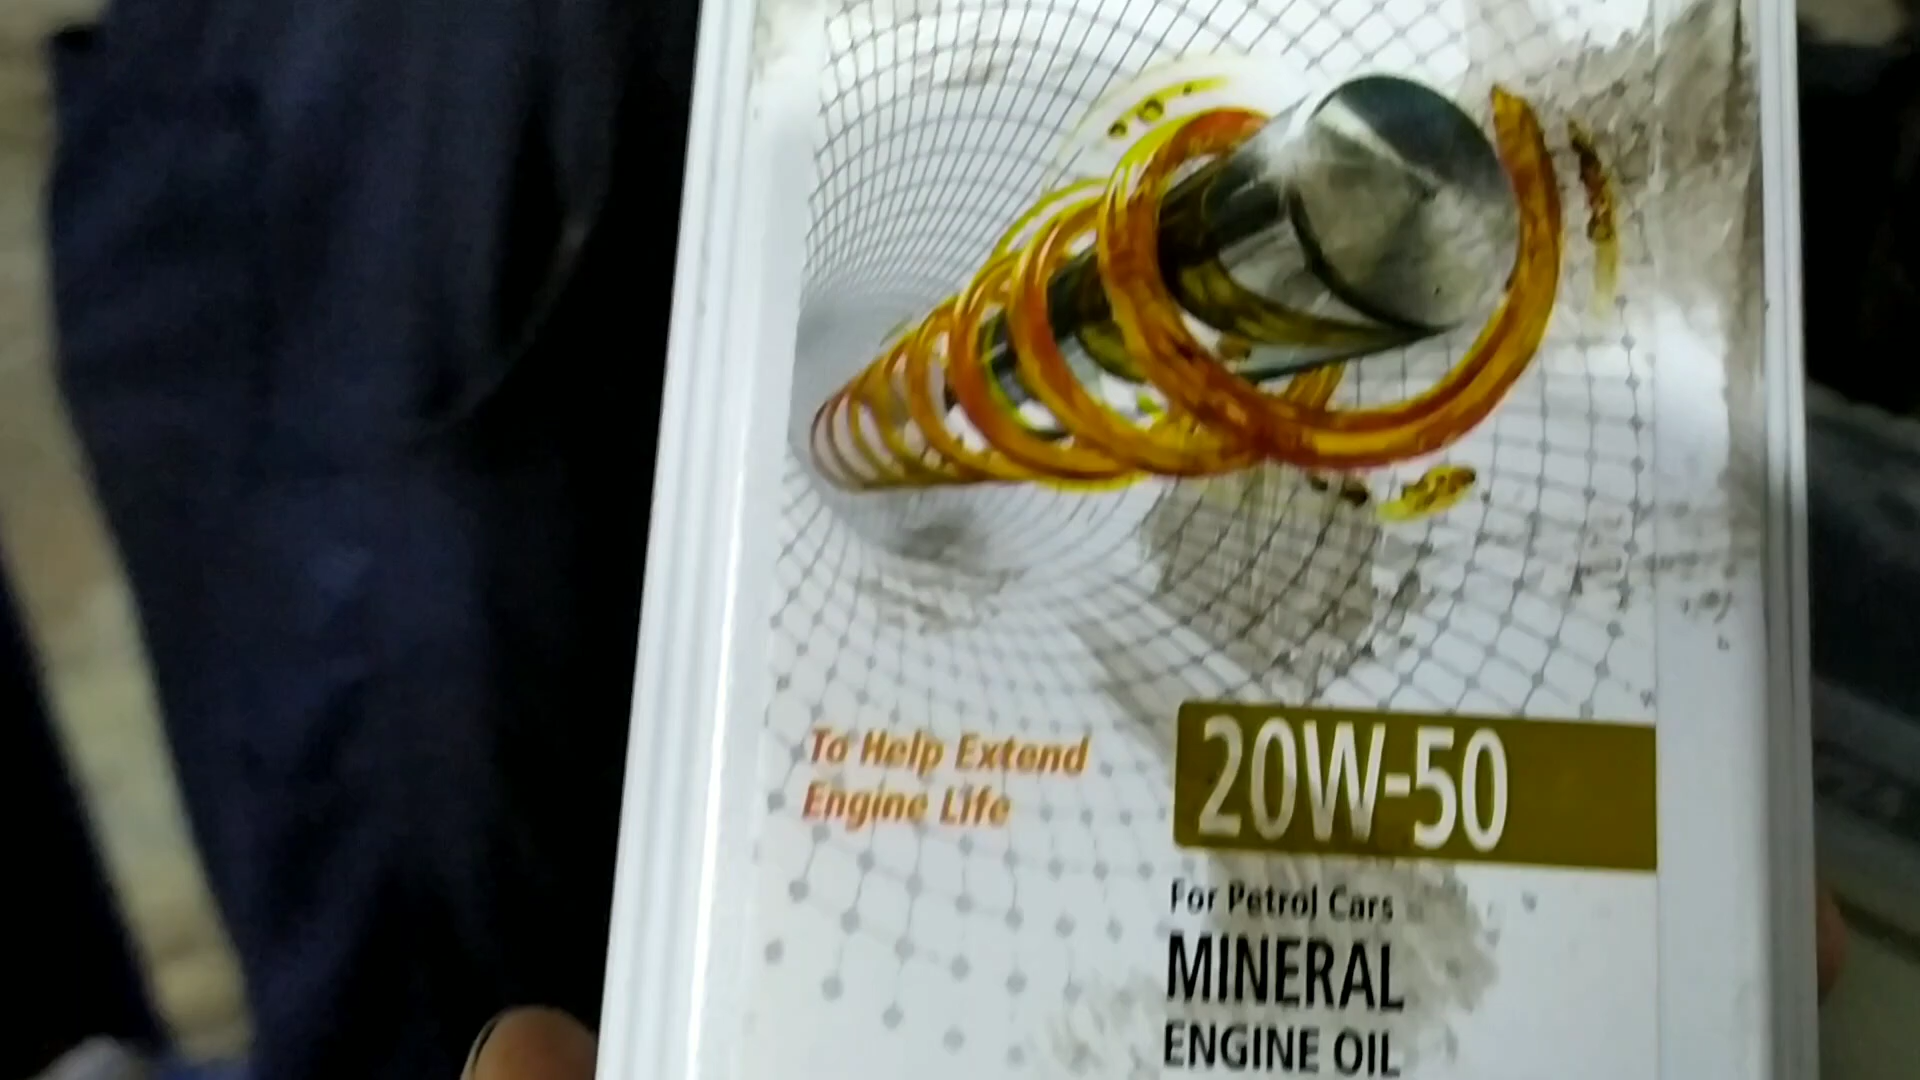 To Help Extend
Engine Life
20W-50
For Petrol Cars
MINERAL
ENGINE OIL